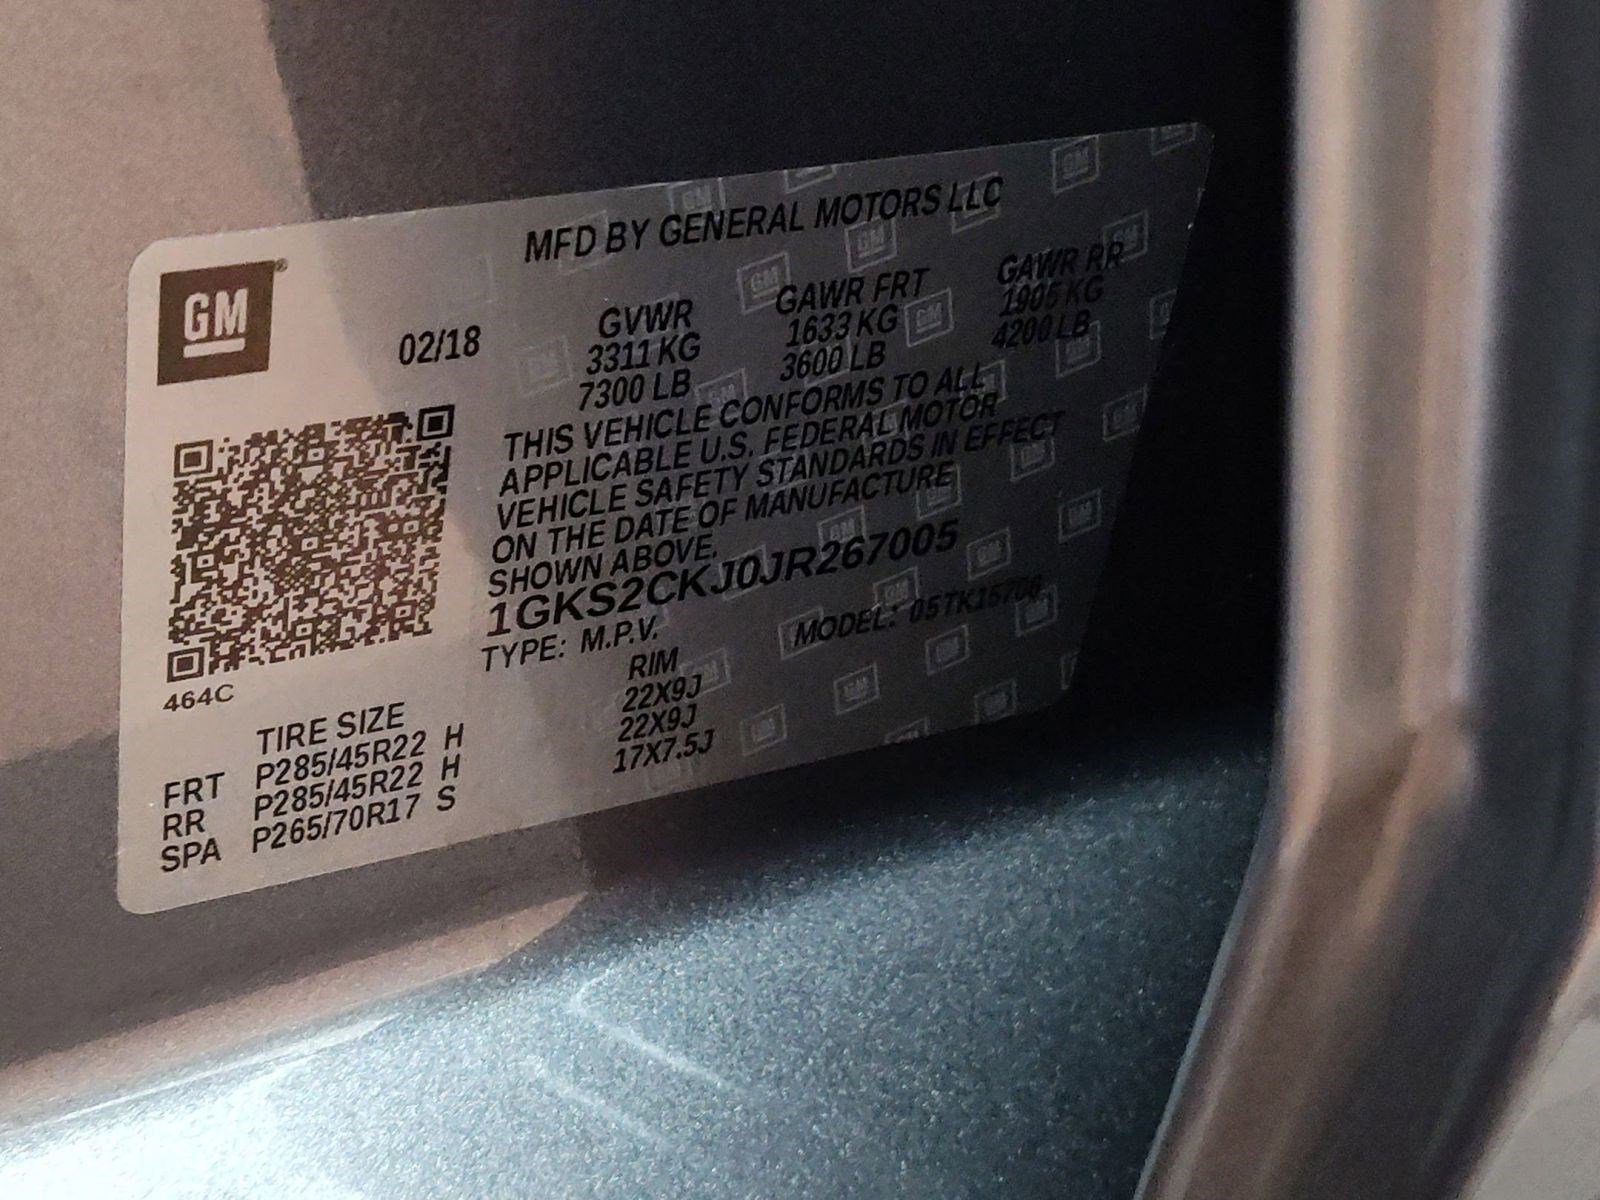 GM
MFD BY GENERAL MOTORS LLC
02/18
GVWR GAWR FRT GAWR RR
3311 KG 1633 KG 1905 KG
7300 LB 3600 LB 4200 LB
THIS VEHICLE CONFORMS TO ALL
APPLICABLE U.S. FEDERAL MOTOR
VEHICLE SAFETY STANDARDS IN EFFECT
ON THE DATE OF MANUFACTURE
SHOWN ABOVE.
1GKS2CKJ0JR267005
TYPE: M.P.V. MODEL: 05TK15706
464C
TIRE SIZE RIM
FRT P285/45R22 H 22X9J
RR P285/45R22 H 22X9J
SPA P265/70R17 S 17X7.5J